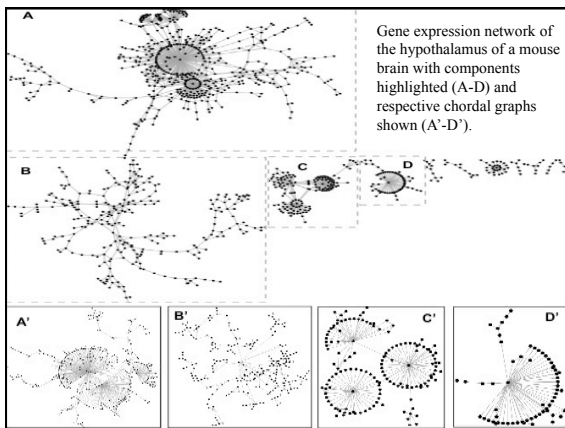 A
Gene expression network of
the hypothalamus of a mouse
brain with components
highlighted (A-D) and
respective chordal graphs
shown (A'-D').
B
C
D
A'
B'
C'
D'